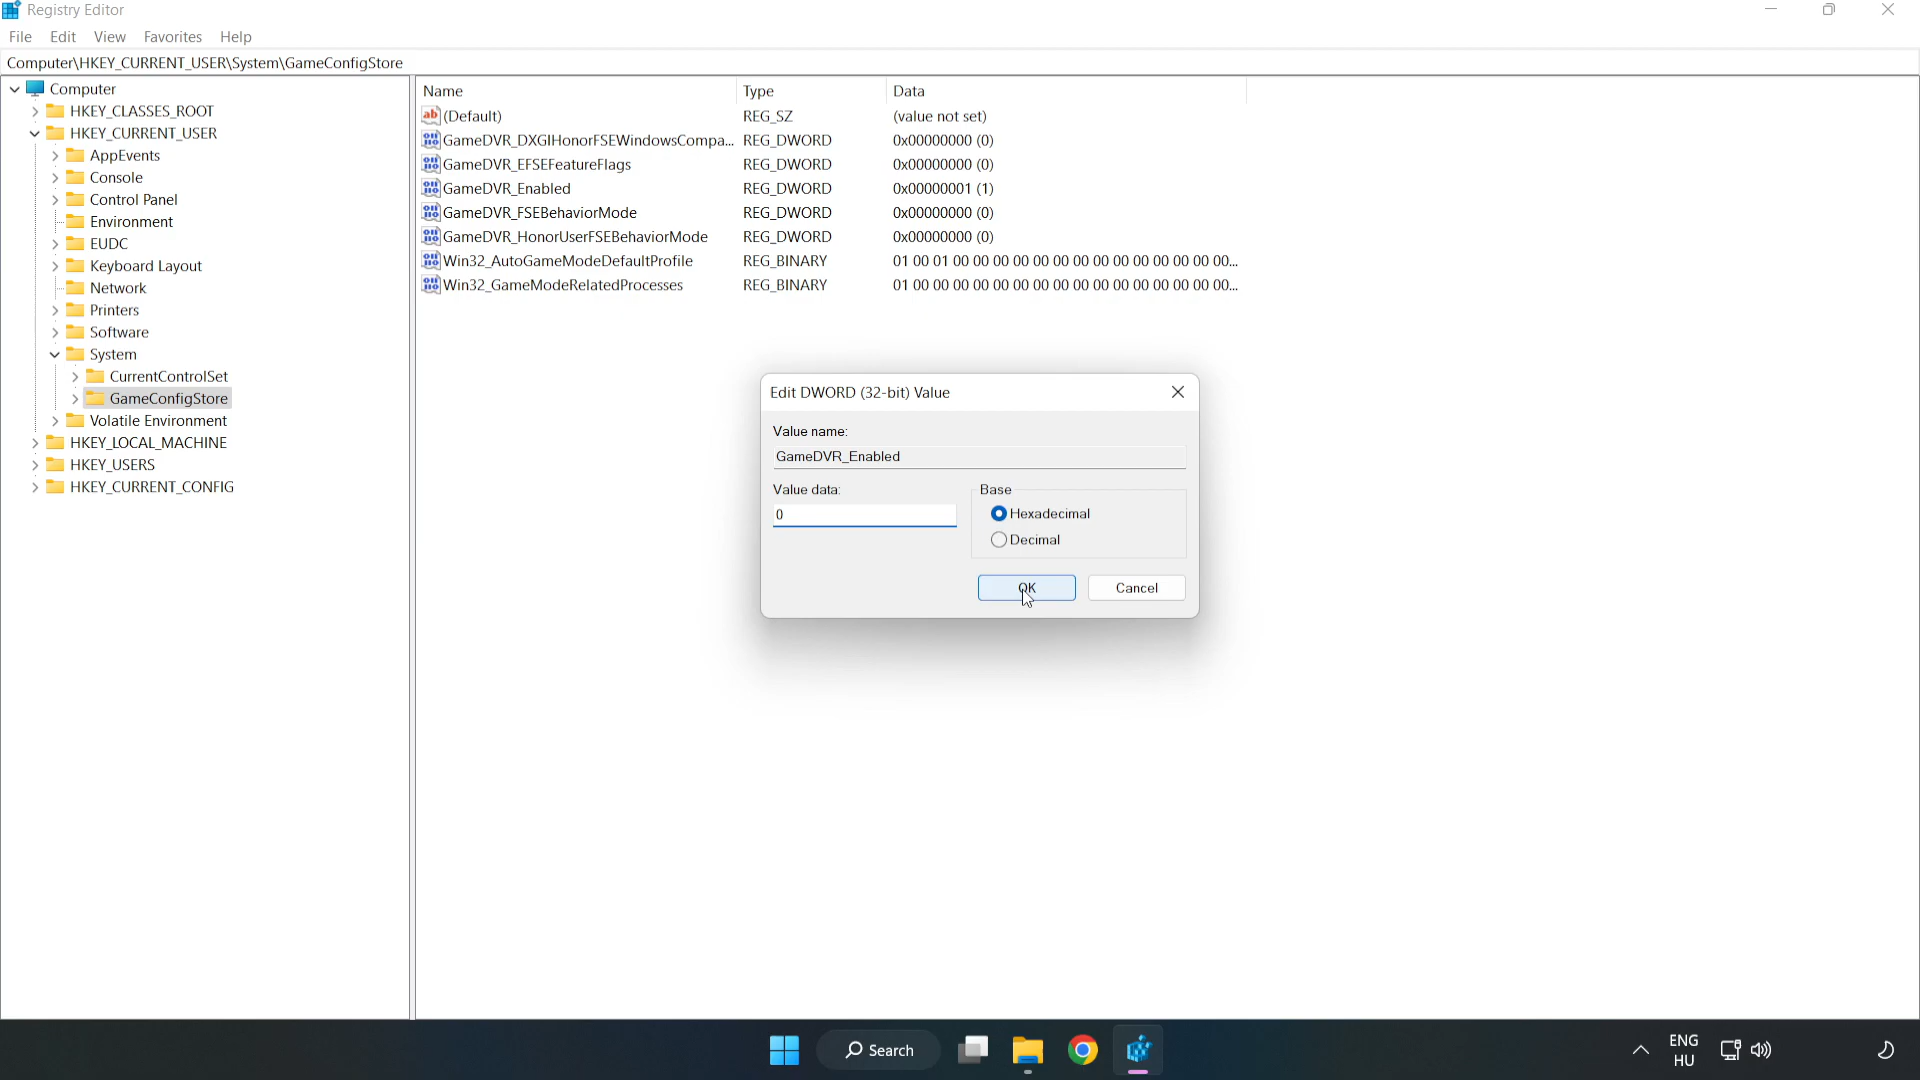 Registry Editor
File Edit View Favorites Help
Computer\HKEY_CURRENT_USER\System\GameConfigStore
Computer
HKEY_CLASSES_ROOT
HKEY_CURRENT_USER
AppEvents
Console
Control Panel
Environment
EUDC
Keyboard Layout
Network
Printers
Software
System
CurrentControlSet
GameConfigStore
Volatile Environment
HKEY_LOCAL_MACHINE
HKEY_USERS
HKEY_CURRENT_CONFIG
Name Type Data
(Default) REG_SZ (value not set)
GameDVR_DXGIHonorFSEWindowsCompa... REG_DWORD 0x00000000 (0)
GameDVR_EFSEFeatureFlags REG_DWORD 0x00000000 (0)
GameDVR_Enabled REG_DWORD 0x00000001 (1)
GameDVR_FSEBehaviorMode REG_DWORD 0x00000000 (0)
GameDVR_HonorUserFSEBehaviorMode REG_DWORD 0x00000000 (0)
Win32_AutoGameModeDefaultProfile REG_BINARY 01 00 01 00 00 00 00 00 00 00 00 00 00 00 00 00 00...
Win32_GameModeRelatedProcesses REG_BINARY 01 00 00 00 00 00 00 00 00 00 00 00 00 00 00 00 00...
Edit DWORD (32-bit) Value
Value name:
GameDVR_Enabled
Value data: Base
0 Hexadecimal
Decimal
OK Cancel
Search
ENG
HU